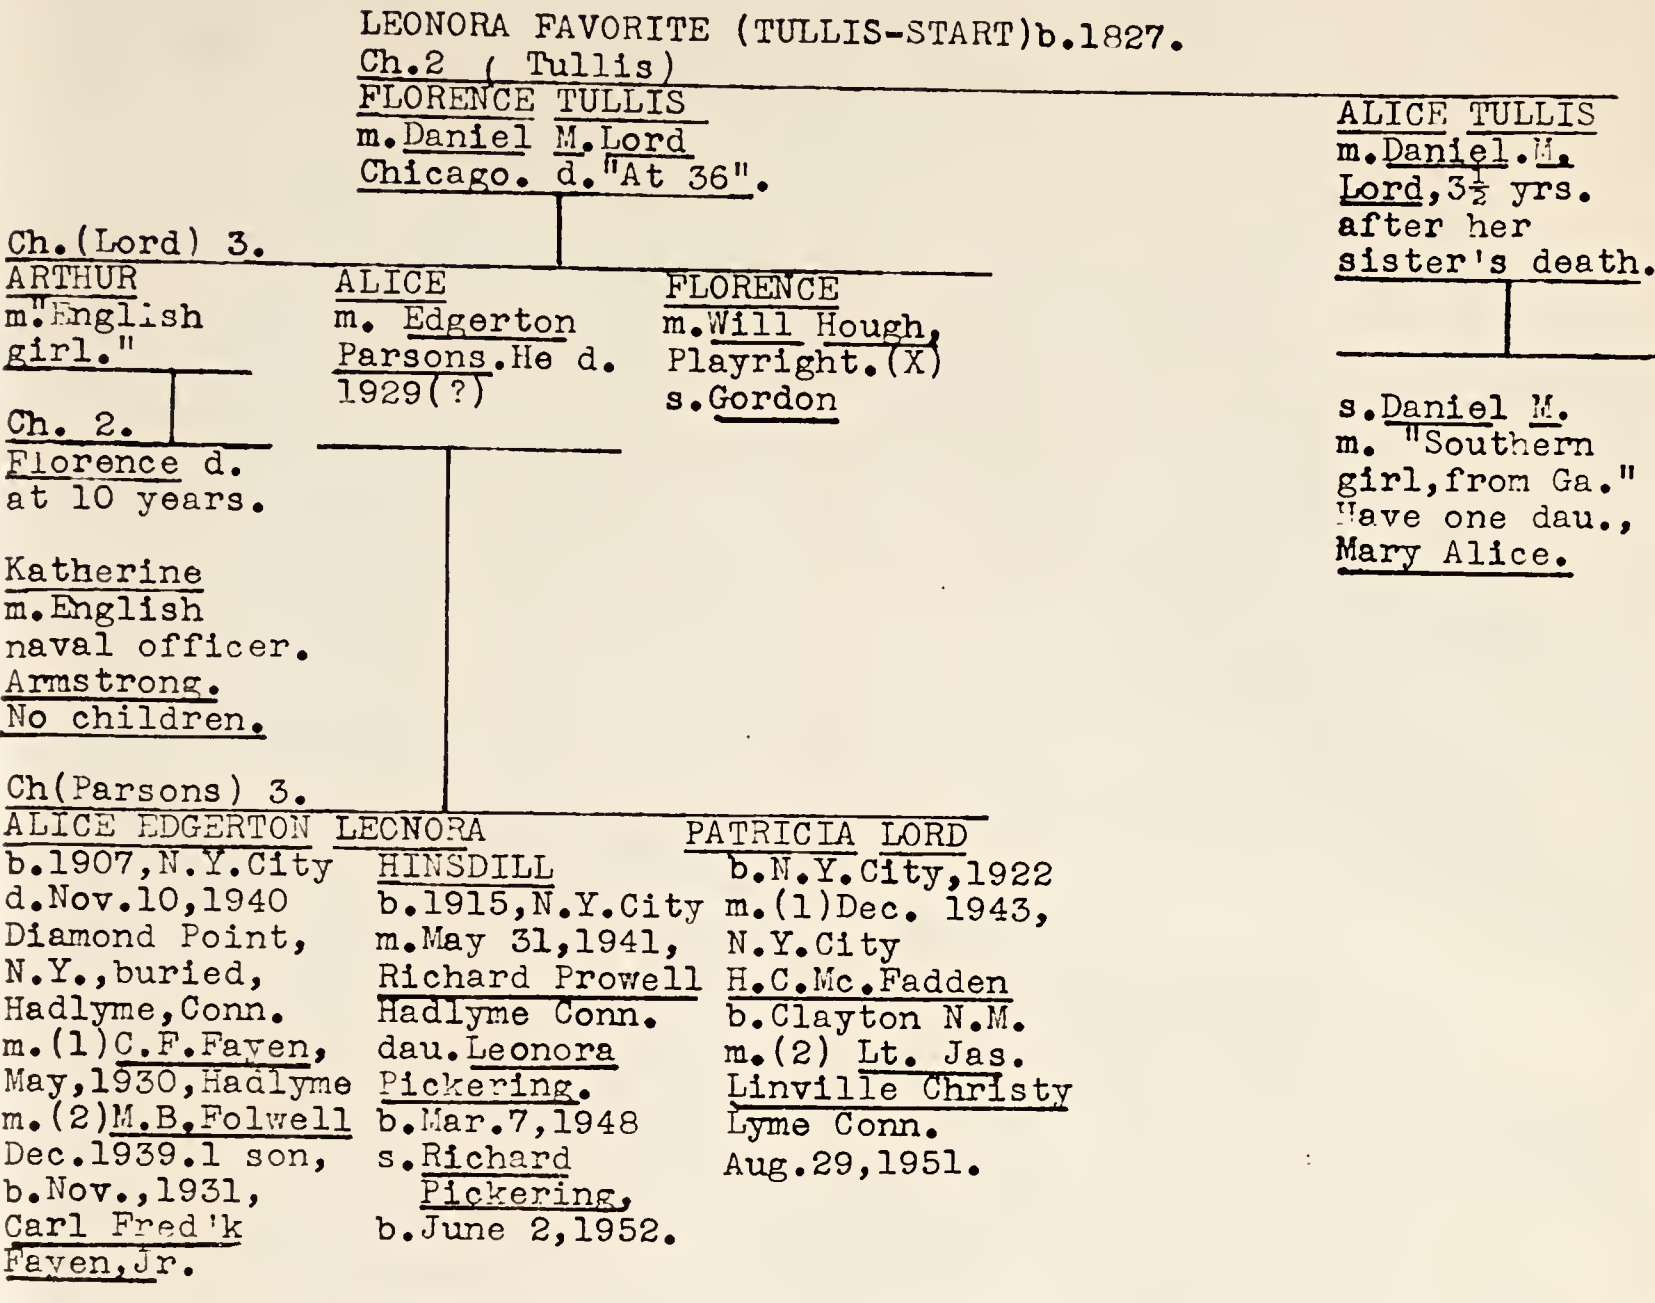 LEONORA FAVORITE (TULLIS-START)b.1827.
Ch.2 ( Tullis)
FLORENCE TULLIS
m.Daniel M.Lord
Chicago. d."At 36".
ALICE TULLIS
m.Daniel.M.
Lord,3½ yrs.
after her
sister's death.
Ch.(Lord) 3.
ARTHUR
m."English
girl."
ALICE
m. Edgerton
Parsons.He d.
1929(?)
FLORENCE
m.Will Hough,
Playright.(X)
s.Gordon
s.Daniel M.
m. "Southern
girl,from Ga."
Have one dau.,
Mary Alice.
Ch. 2.
Florence d.
at 10 years.
Katherine
m.English
naval officer.
Armstrong.
No children.
Ch(Parsons) 3.
ALICE EDGERTON
b.1907,N.Y.City
d.Nov.10,1940
Diamond Point,
N.Y.,buried,
Hadlyme,Conn.
m.(1)C.F.Faven,
May,1930,Hadlyme
m.(2)M.B.Folwell
Dec.1939.1 son,
b.Nov.,1931,
Carl Fred'k
Faven,Jr.
LEONORA
HINSDILL
b.1915,N.Y.City
m.May 31,1941,
Richard Prowell
Hadlyme Conn.
dau.Leonora
Pickering.
b.Mar.7,1948
s.Richard
Pickering,
b.June 2,1952.
PATRICIA LORD
b.N.Y.City,1922
m.(1)Dec. 1943,
N.Y.City
H.C.Mc.Fadden
b.Clayton N.M.
m.(2) Lt. Jas.
Linville Christy
Lyme Conn.
Aug.29,1951.